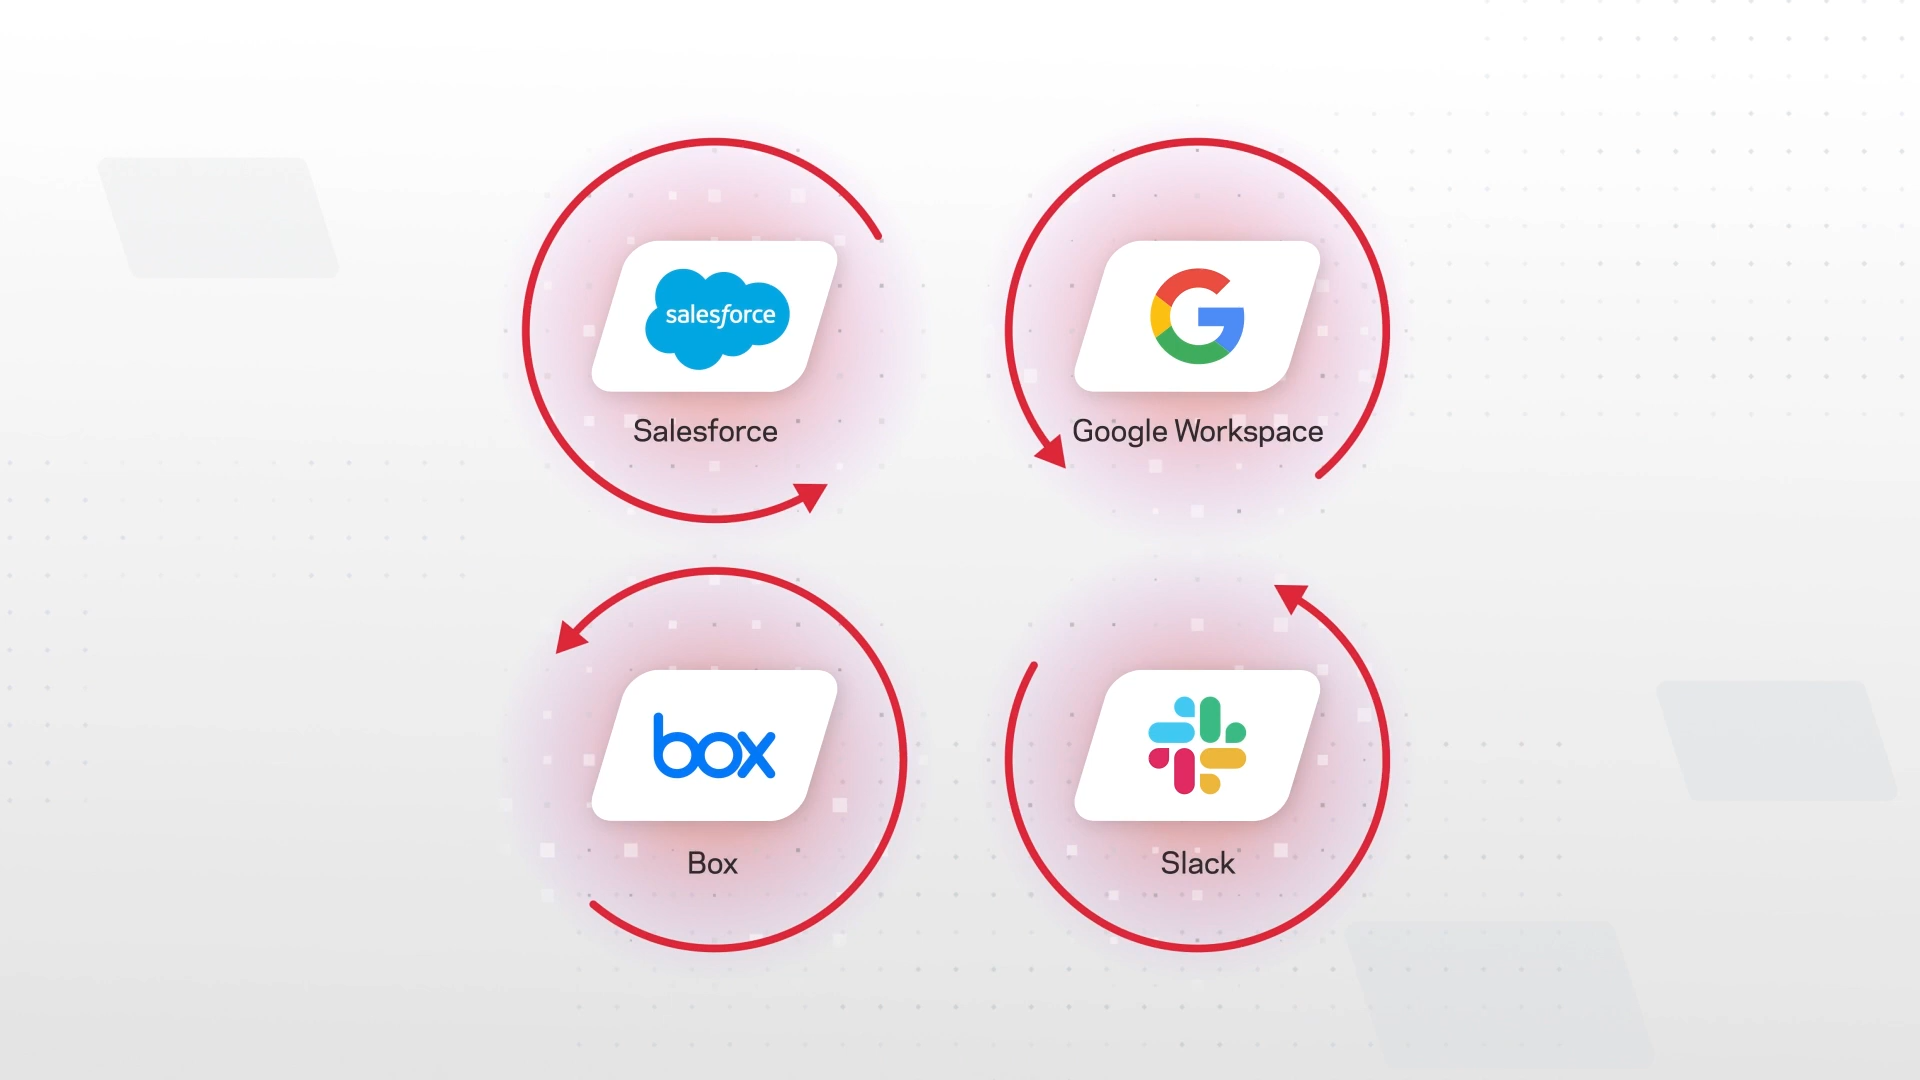 salesforce
Salesforce
G
Google Workspace
box
Box
Slack